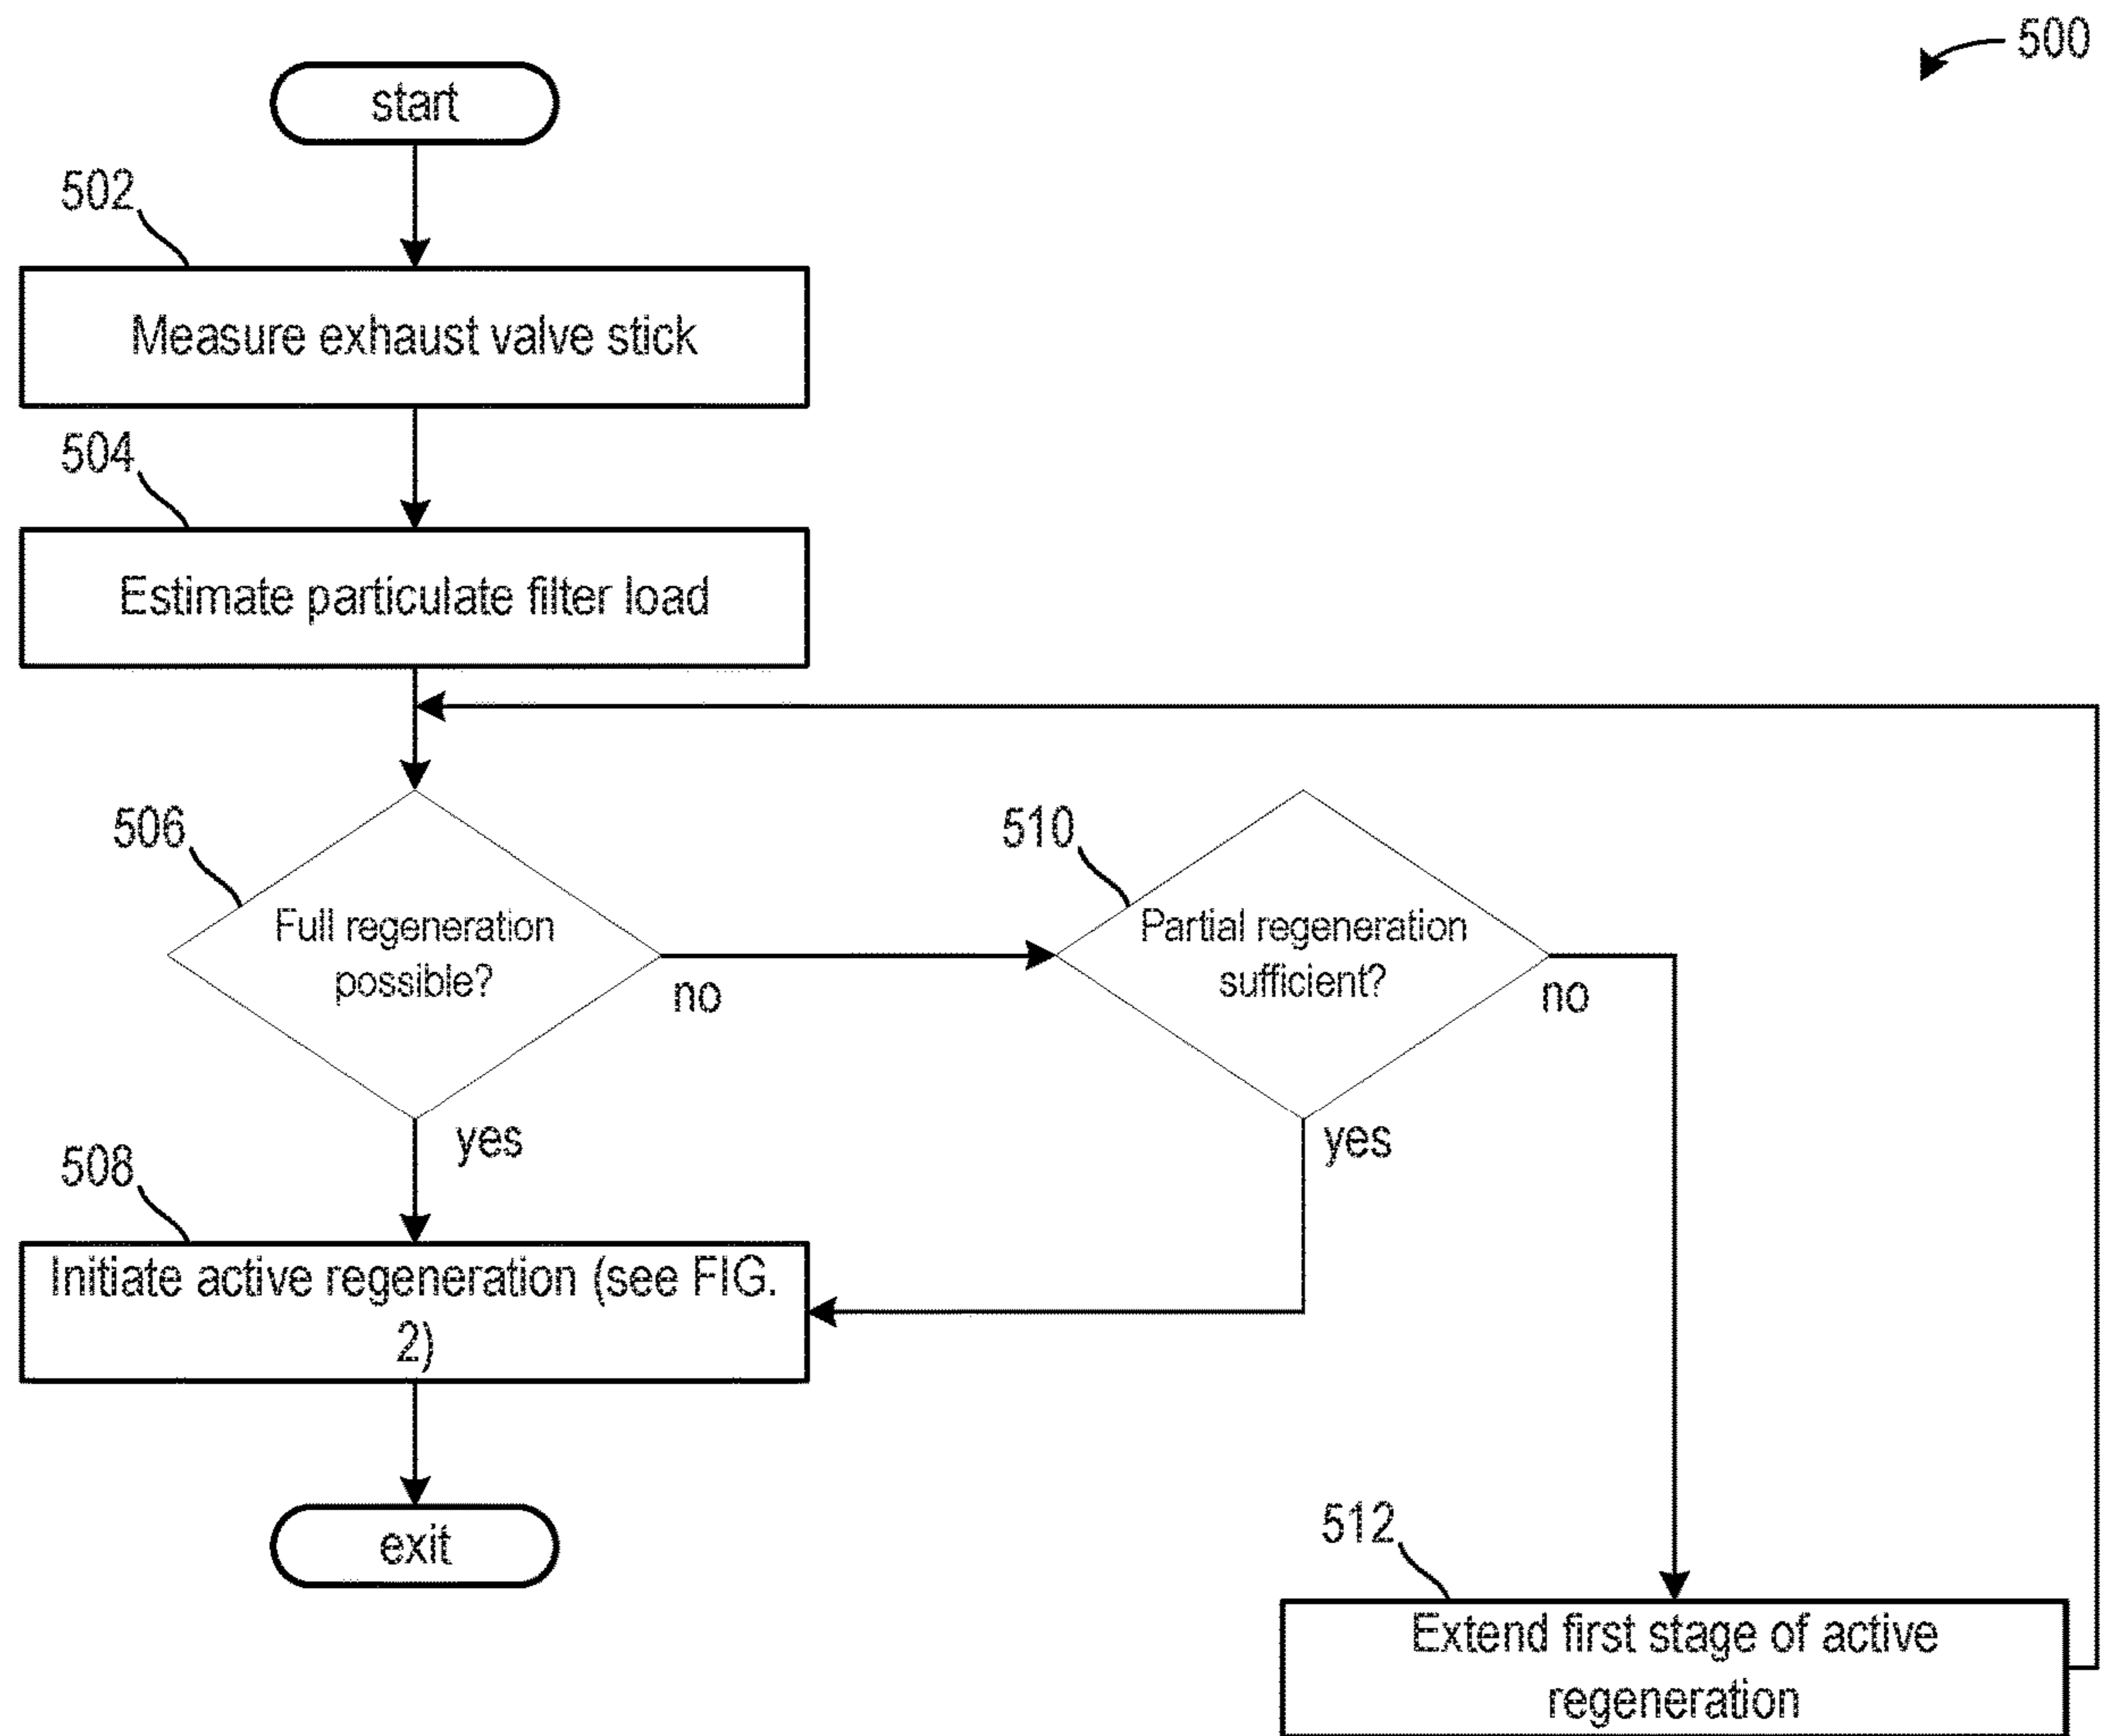 500
start
502
Measure exhaust valve stick
504
Estimate particulate filter load
506
Full regeneration
possible?
no
yes
510
Partial regeneration
sufficient?
no
yes
508
Initiate active regeneration (see FIG.
2)
exit
512
Extend first stage of active
regeneration